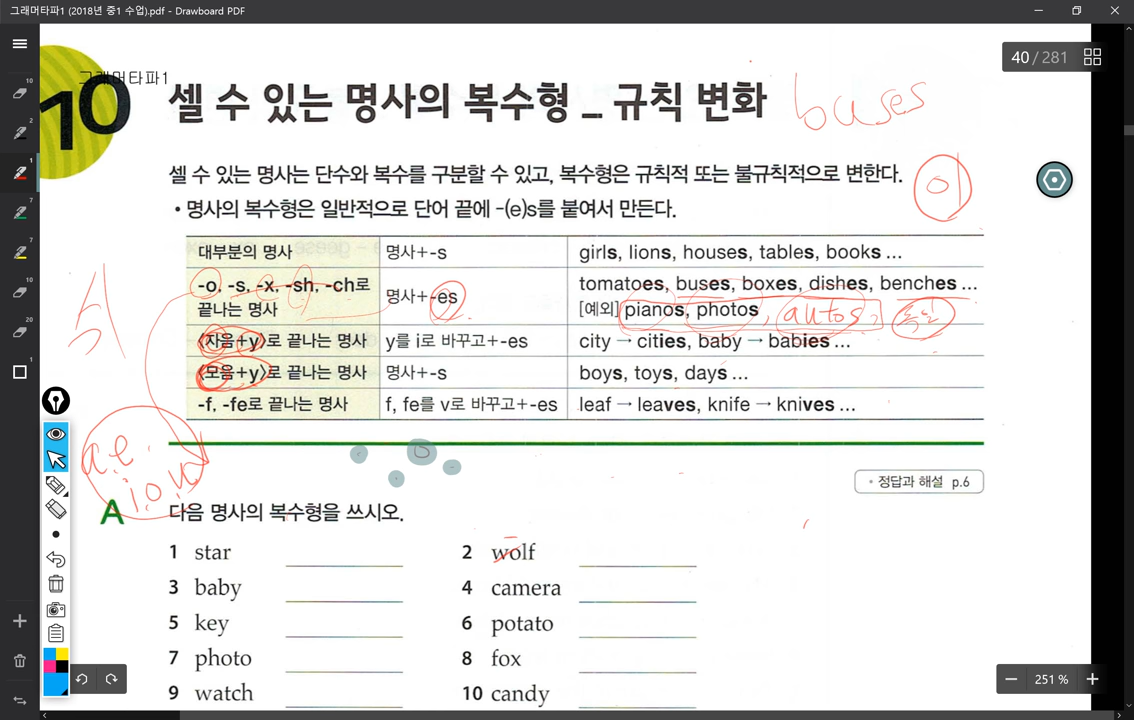 그래머타파1 (2018년 중1 수업).pdf - Drawboard PDF
40 / 281
그래머타파1
10
셀 수 있는 명사의 복수형 _ 규칙 변화
buses
셀 수 있는 명사는 단수와 복수를 구분할 수 있고, 복수형은 규칙적 또는 불규칙적으로 변한다.
이
• 명사의 복수형은 일반적으로 단어 끝에 -(e)s를 붙여서 만든다.
대부분의 명사 명사+-s girls, lions, houses, tables, books ...
-o, -s, -x, -sh, -ch로 끝나는 명사 명사+-es tomatoes, buses, boxes, dishes, benches ...
[예외] pianos, photos, autos,
〈자음+y〉로 끝나는 명사 y를 i로 바꾸고+-es city → cities, baby → babies ...
〈모음+y〉로 끝나는 명사 명사+-s boys, toys, days ...
-f, -fe로 끝나는 명사 f, fe를 v로 바꾸고+-es leaf → leaves, knife → knives ...
a.e.
i.o.u
• 정답과 해설 p.6
A 다음 명사의 복수형을 쓰시오.
1 star
2 wolf
3 baby
4 camera
5 key
6 potato
7 photo
8 fox
9 watch
10 candy
251 %
10
2
1
1
7
7
10
20
1